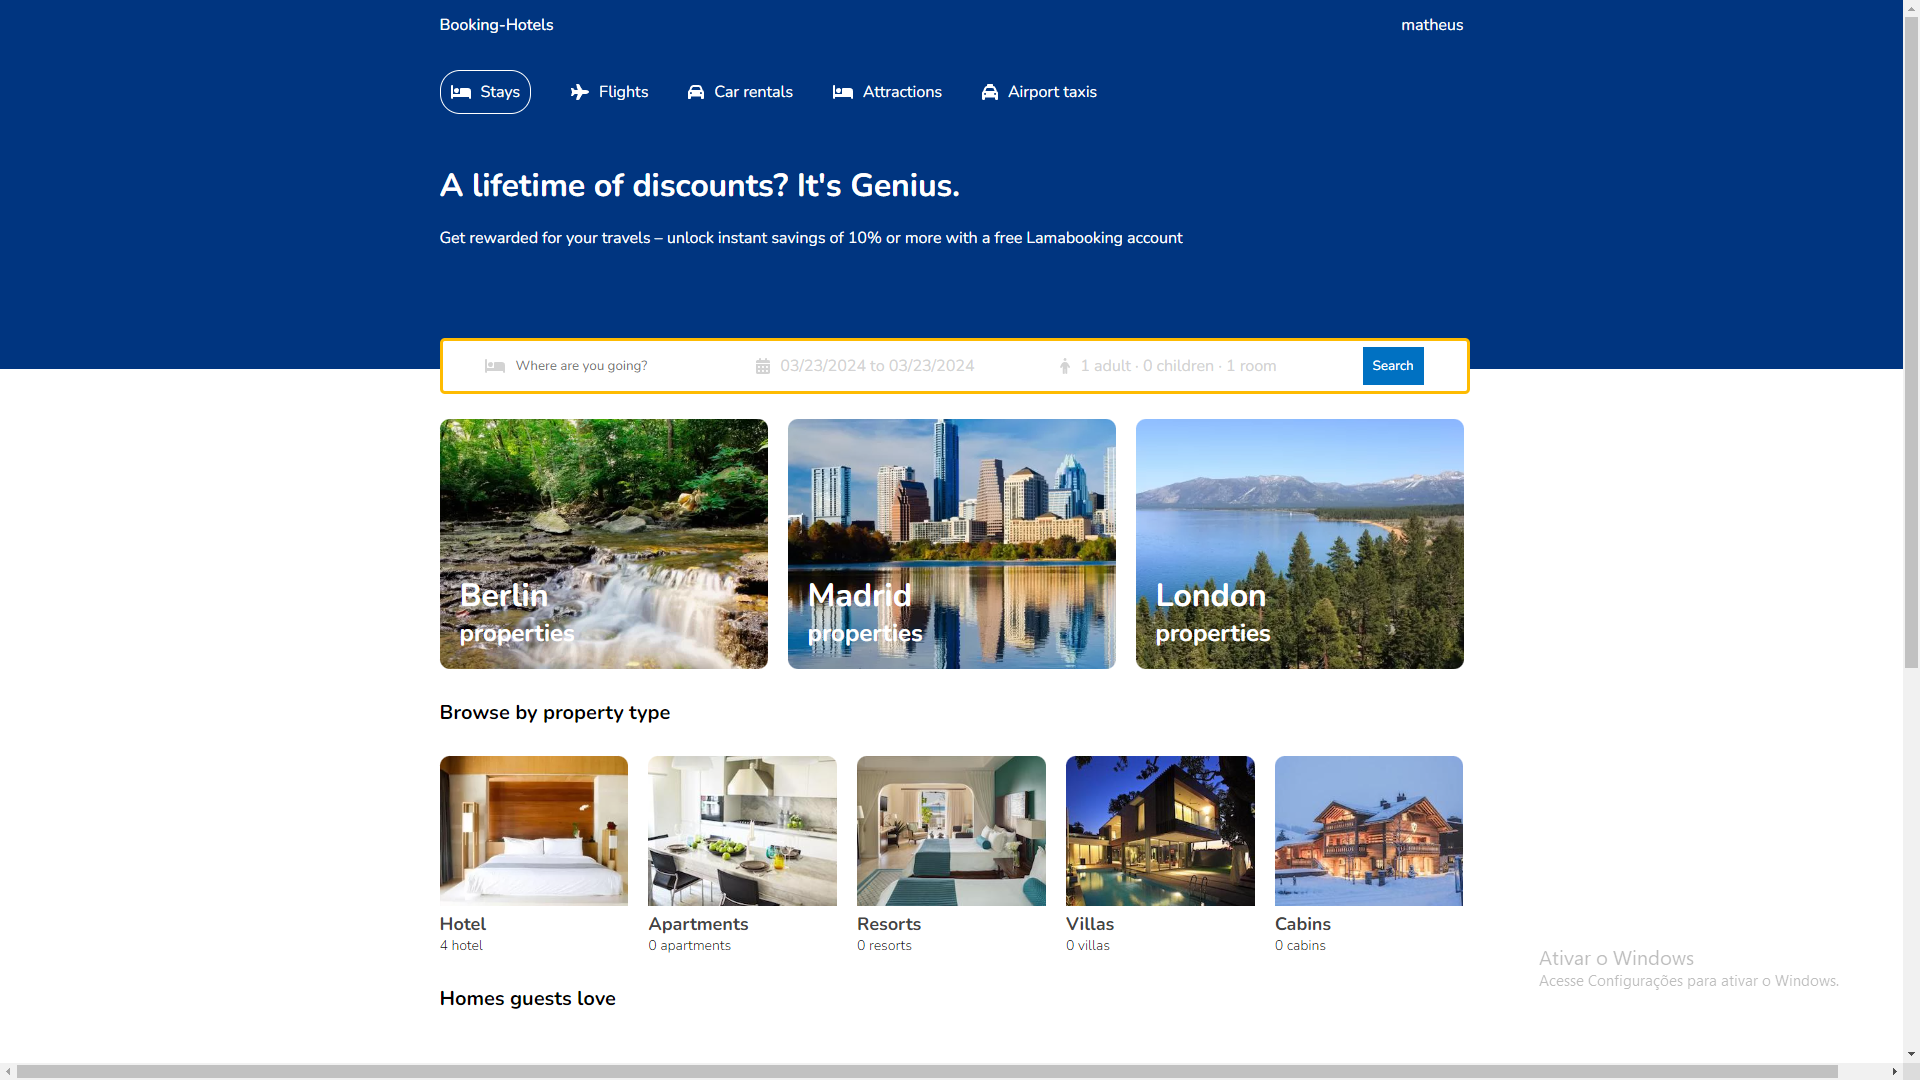 Booking-Hotels
matheus
Stays
Flights
Car rentals
Attractions
Airport taxis
A lifetime of discounts? It's Genius.
Get rewarded for your travels – unlock instant savings of 10% or more with a free Lamabooking account
Where are you going?
03/23/2024 to 03/23/2024
1 adult · 0 children · 1 room
Search
Berlin
properties
Madrid
properties
London
properties
Browse by property type
Hotel
4 hotel
Apartments
0 apartments
Resorts
0 resorts
Villas
0 villas
Cabins
0 cabins
Homes guests love
Ativar o Windows
Acesse Configurações para ativar o Windows.